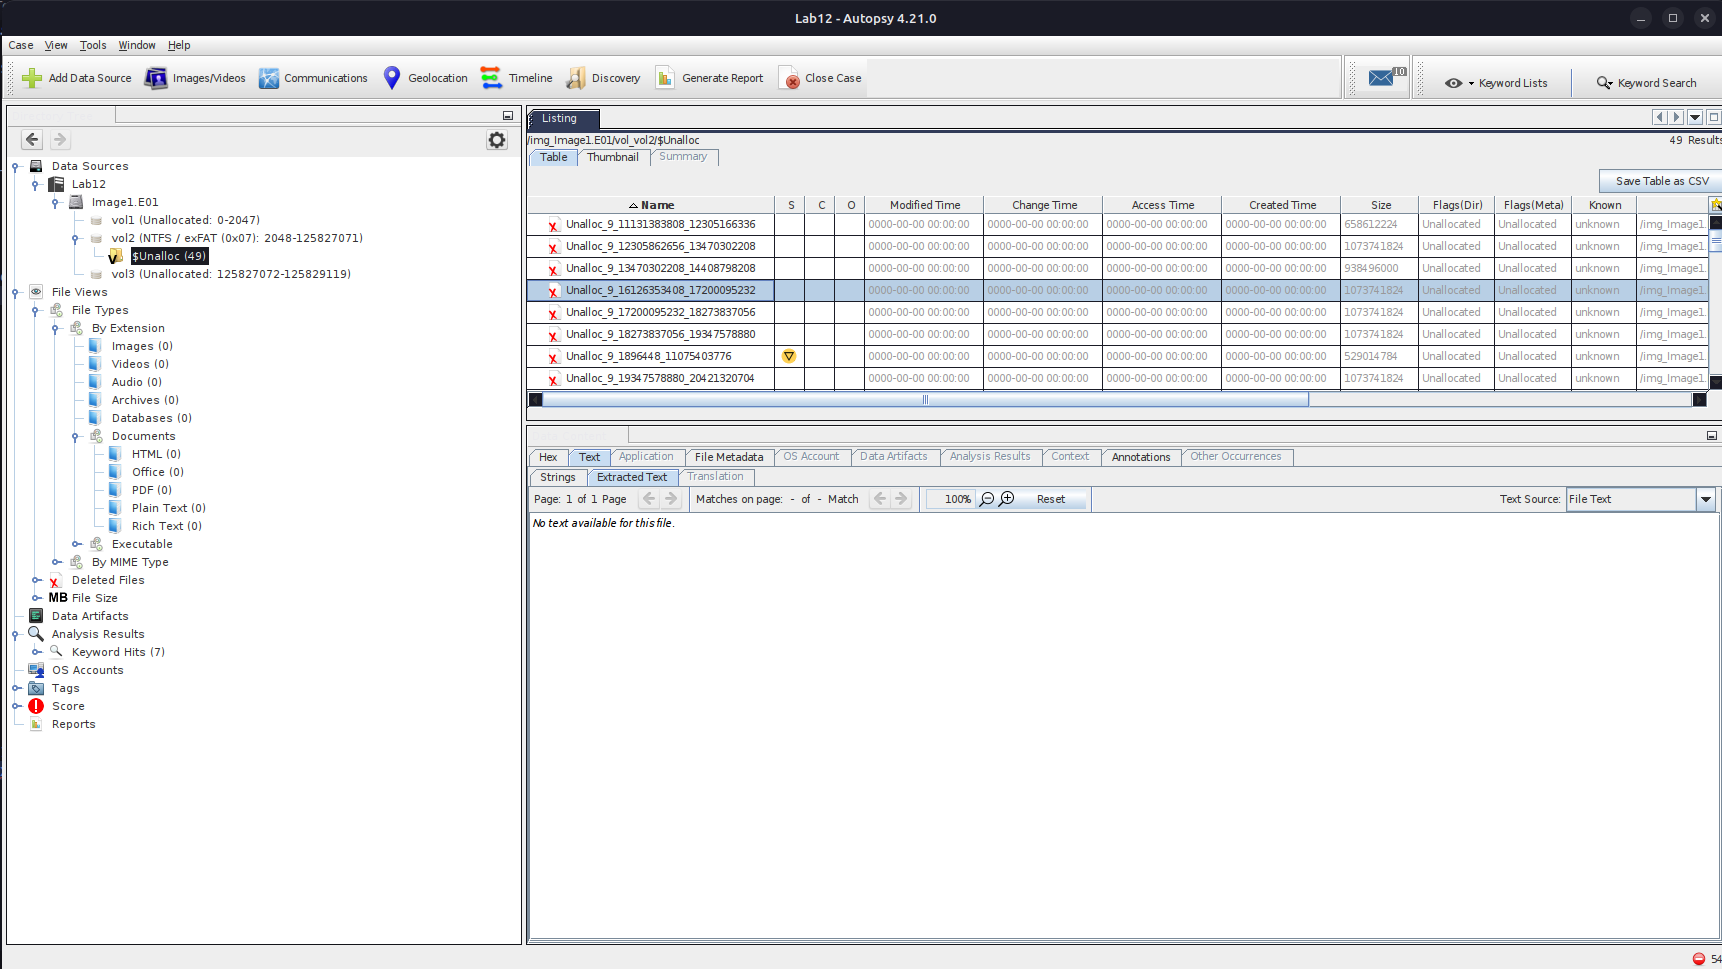 Lab12 - Autopsy 4.21.0
Case View Tools Window Help
Add Data Source Images/Videos Communications Geolocation Timeline Discovery Generate Report Close Case 10 Keyword Lists Keyword Search
Data Sources
Lab12
Image1.E01
vol1 (Unallocated: 0-2047)
vol2 (NTFS / exFAT (0x07): 2048-125827071)
$Unalloc (49)
vol3 (Unallocated: 125827072-125829119)
File Views
File Types
By Extension
Images (0)
Videos (0)
Audio (0)
Archives (0)
Databases (0)
Documents
HTML (0)
Office (0)
PDF (0)
Plain Text (0)
Rich Text (0)
Executable
By MIME Type
Deleted Files
MB File Size
Data Artifacts
Analysis Results
Keyword Hits (7)
OS Accounts
Tags
Score
Reports
Listing
/img_Image1.E01/vol_vol2/$Unalloc
49 Results
Table Thumbnail Summary
Save Table as CSV
Name S C O Modified Time Change Time Access Time Created Time Size Flags(Dir) Flags(Meta) Known
Unalloc_9_11131383808_12305166336 0000-00-00 00:00:00 0000-00-00 00:00:00 0000-00-00 00:00:00 0000-00-00 00:00:00 658612224 Unallocated Unallocated unknown /img_Image1.
Unalloc_9_12305862656_13470302208 0000-00-00 00:00:00 0000-00-00 00:00:00 0000-00-00 00:00:00 0000-00-00 00:00:00 1073741824 Unallocated Unallocated unknown /img_Image1.
Unalloc_9_13470302208_14408798208 0000-00-00 00:00:00 0000-00-00 00:00:00 0000-00-00 00:00:00 0000-00-00 00:00:00 938496000 Unallocated Unallocated unknown /img_Image1.
Unalloc_9_16126353408_17200095232 0000-00-00 00:00:00 0000-00-00 00:00:00 0000-00-00 00:00:00 0000-00-00 00:00:00 1073741824 Unallocated Unallocated unknown /img_Image1.
Unalloc_9_17200095232_18273837056 0000-00-00 00:00:00 0000-00-00 00:00:00 0000-00-00 00:00:00 0000-00-00 00:00:00 1073741824 Unallocated Unallocated unknown /img_Image1.
Unalloc_9_18273837056_19347578880 0000-00-00 00:00:00 0000-00-00 00:00:00 0000-00-00 00:00:00 0000-00-00 00:00:00 1073741824 Unallocated Unallocated unknown /img_Image1.
Unalloc_9_1896448_11075403776 0000-00-00 00:00:00 0000-00-00 00:00:00 0000-00-00 00:00:00 0000-00-00 00:00:00 529014784 Unallocated Unallocated unknown /img_Image1.
Unalloc_9_19347578880_20421320704 0000-00-00 00:00:00 0000-00-00 00:00:00 0000-00-00 00:00:00 0000-00-00 00:00:00 1073741824 Unallocated Unallocated unknown /img_Image1.
Hex Text Application File Metadata OS Account Data Artifacts Analysis Results Context Annotations Other Occurrences
Strings Extracted Text Translation
Page: 1 of 1 Page Matches on page: - of - Match 100% Reset Text Source: File Text
No text available for this file.
54